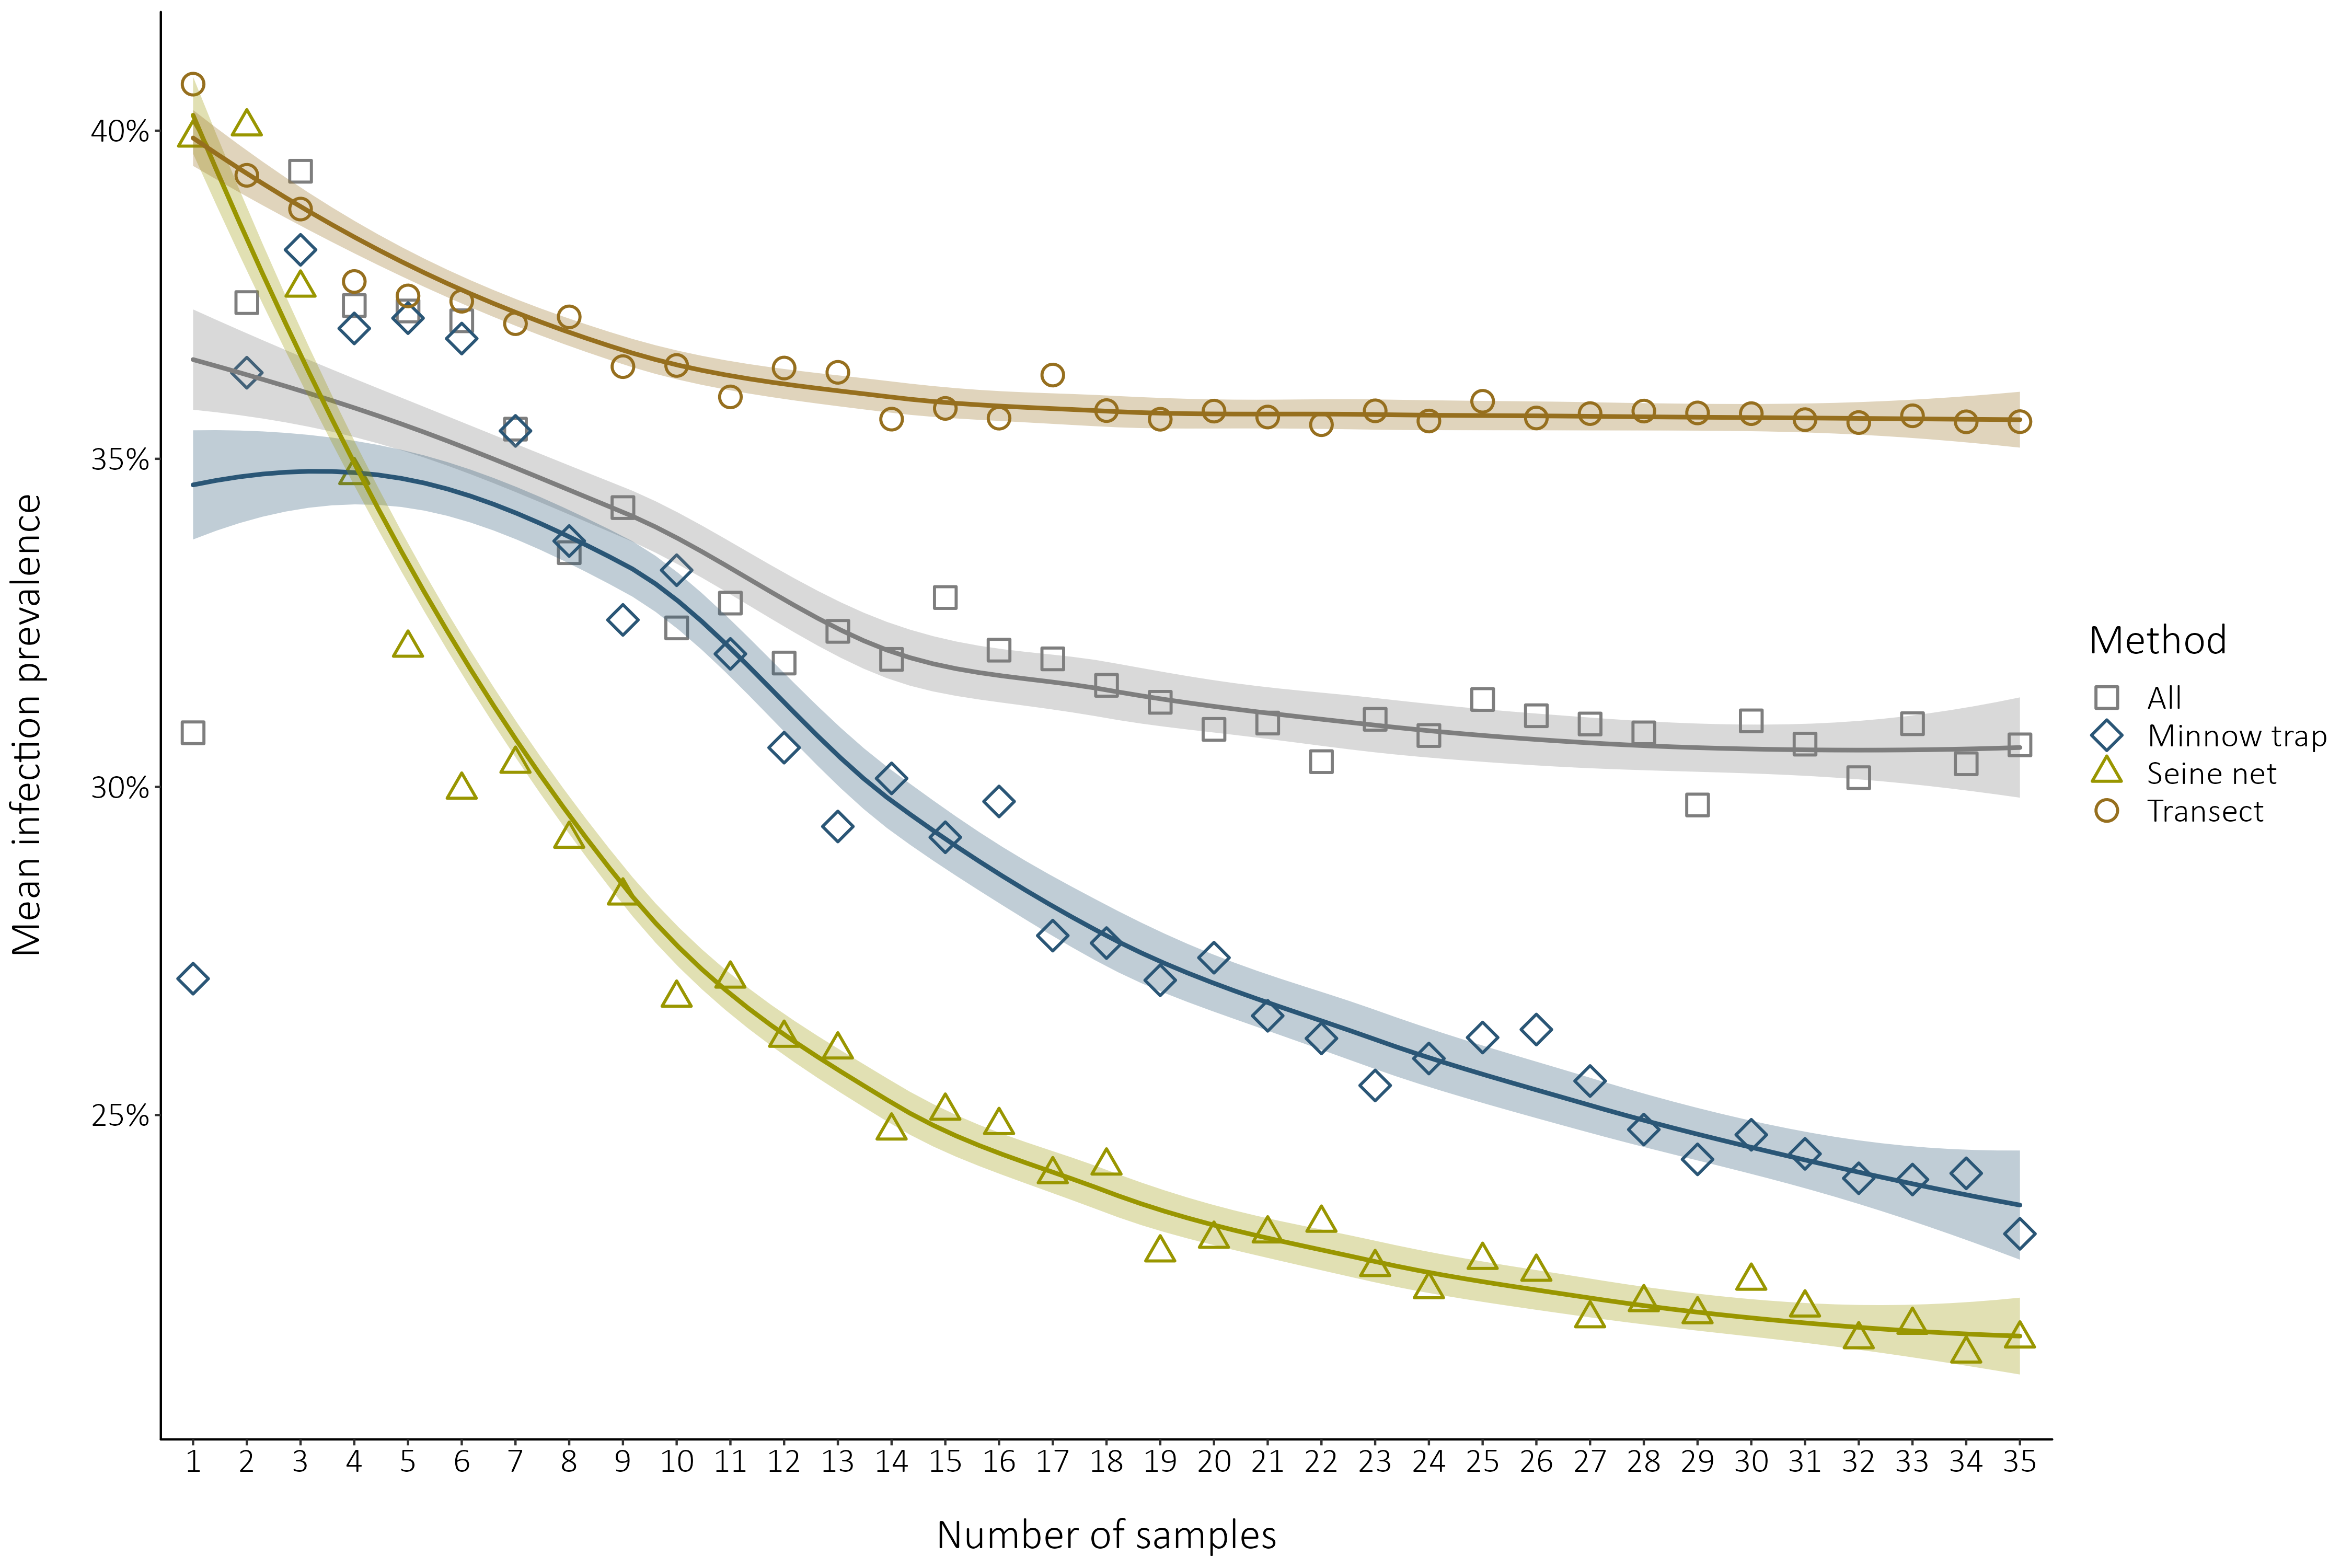 Mean infection prevalence
40%
35%
30%
25%
1 2 3 4 5 6 7 8 9 10 11 12 13 14 15 16 17 18 19 20 21 22 23 24 25 26 27 28 29 30 31 32 33 34 35
Number of samples
Method
All
Minnow trap
Seine net
Transect